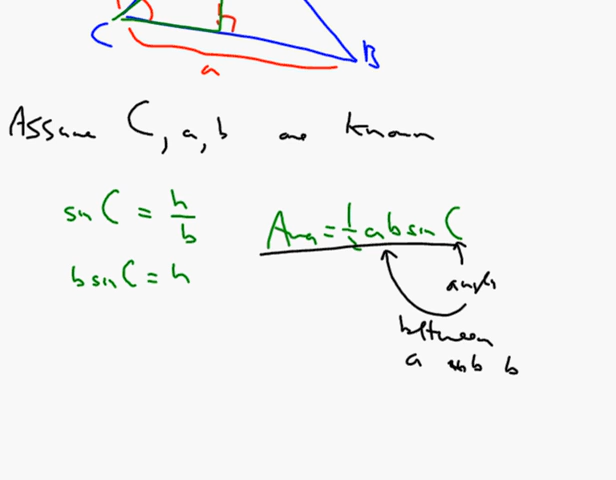 C
h
B
a
Assume C, a, b are known
sin C = h/b
Area = 1/2 ab sin C
b sin C = h
angle
between
a and b